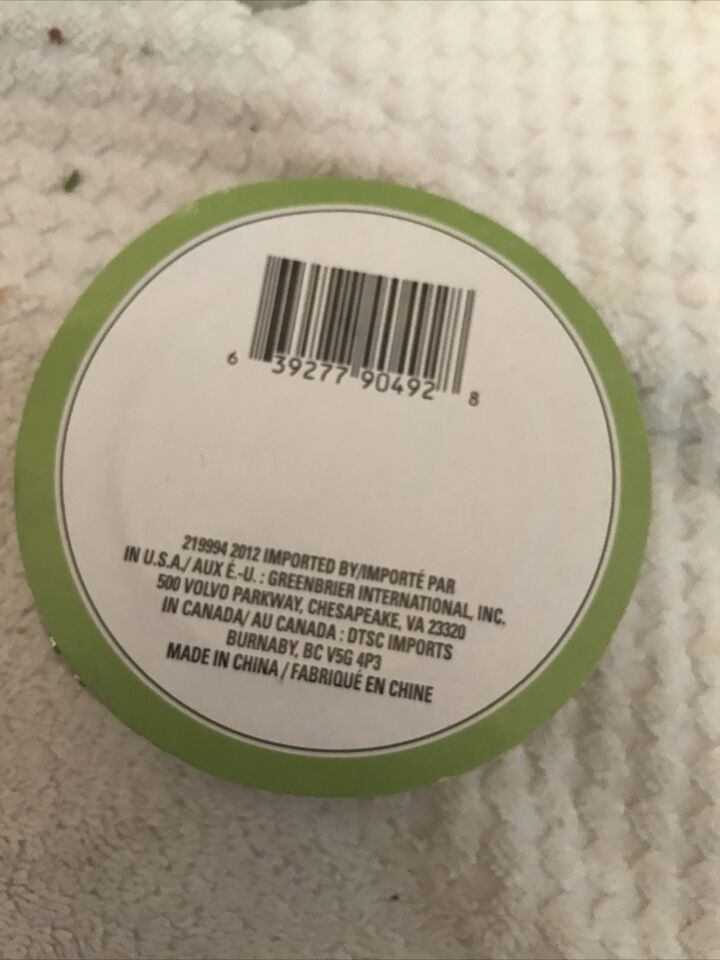 6 39277 90492 8
219994 2012 IMPORTED BY/IMPORTÉ PAR
IN U.S.A./ AUX É.-U. : GREENBRIER INTERNATIONAL, INC.
500 VOLVO PARKWAY, CHESAPEAKE, VA 23320
IN CANADA/ AU CANADA : DTSC IMPORTS
BURNABY, BC V5G 4P3
MADE IN CHINA / FABRIQUÉ EN CHINE